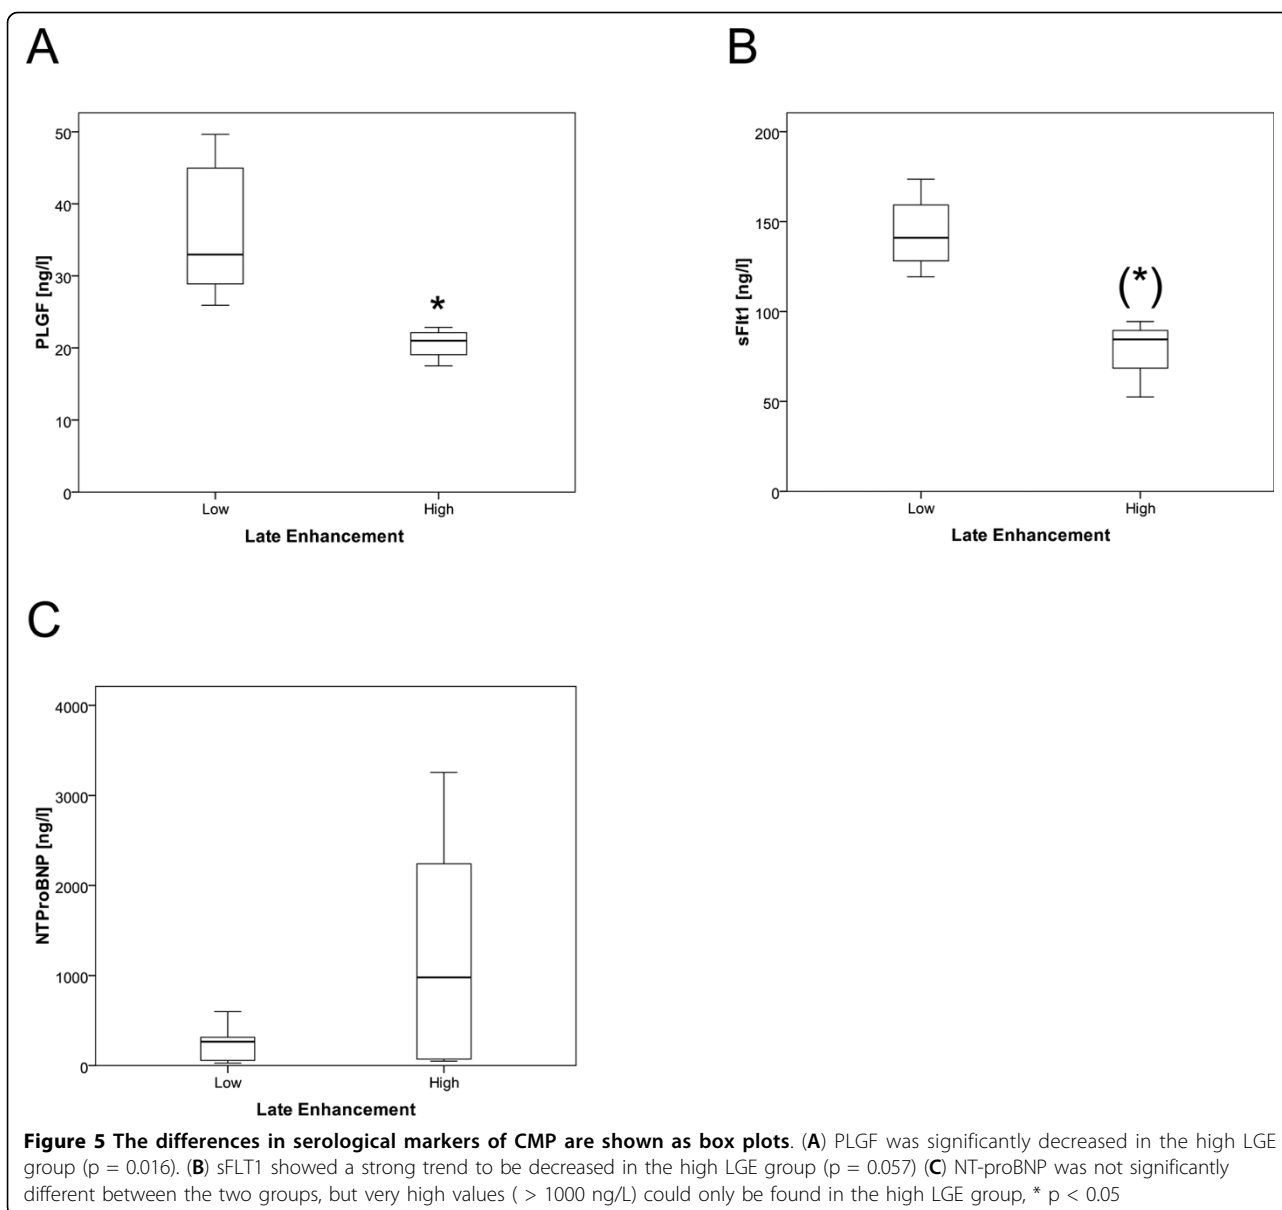 A
B
50
40
30
20
10
0
PLGF [ng/l]
*
Low
High
Late Enhancement
200
150
100
50
0
sFlt1 [ng/l]
(*)
Low
High
Late Enhancement
C
4000
3000
2000
1000
0
NTProBNP [ng/l]
Low
High
Late Enhancement
Figure 5 The differences in serological markers of CMP are shown as box plots. (A) PLGF was significantly decreased in the high LGE
group (p = 0.016). (B) sFLT1 showed a strong trend to be decreased in the high LGE group (p = 0.057) (C) NT-proBNP was not significantly
different between the two groups, but very high values ( > 1000 ng/L) could only be found in the high LGE group, * p < 0.05